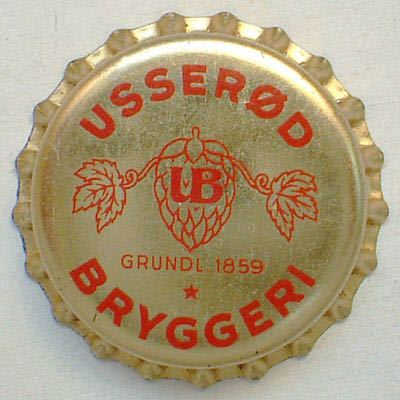 USSERØD
UB
GRUNDL 1859
BRYGGERI